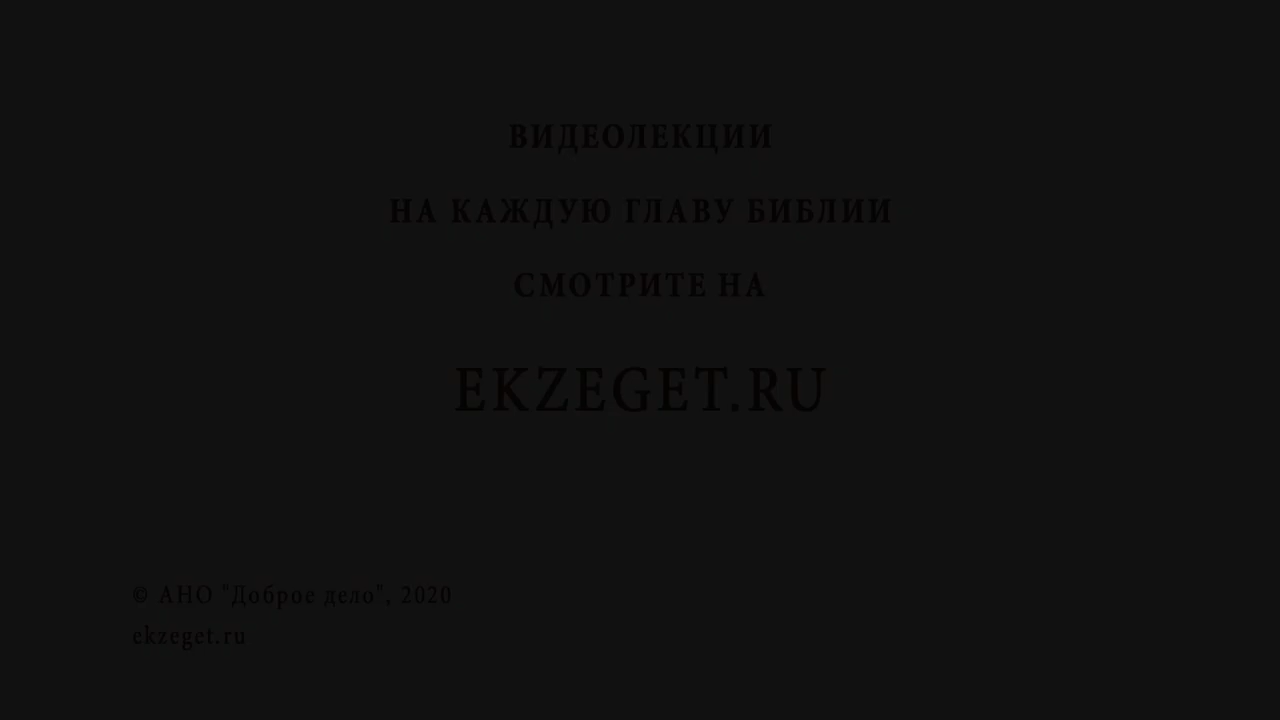 ВИДЕОЛЕКЦИИ
НА КАЖДУЮ ГЛАВУ БИБЛИИ
СМОТРИТЕ НА
EKZEGET.RU
© АНО "Доброе дело", 2020
ekzeget.ru